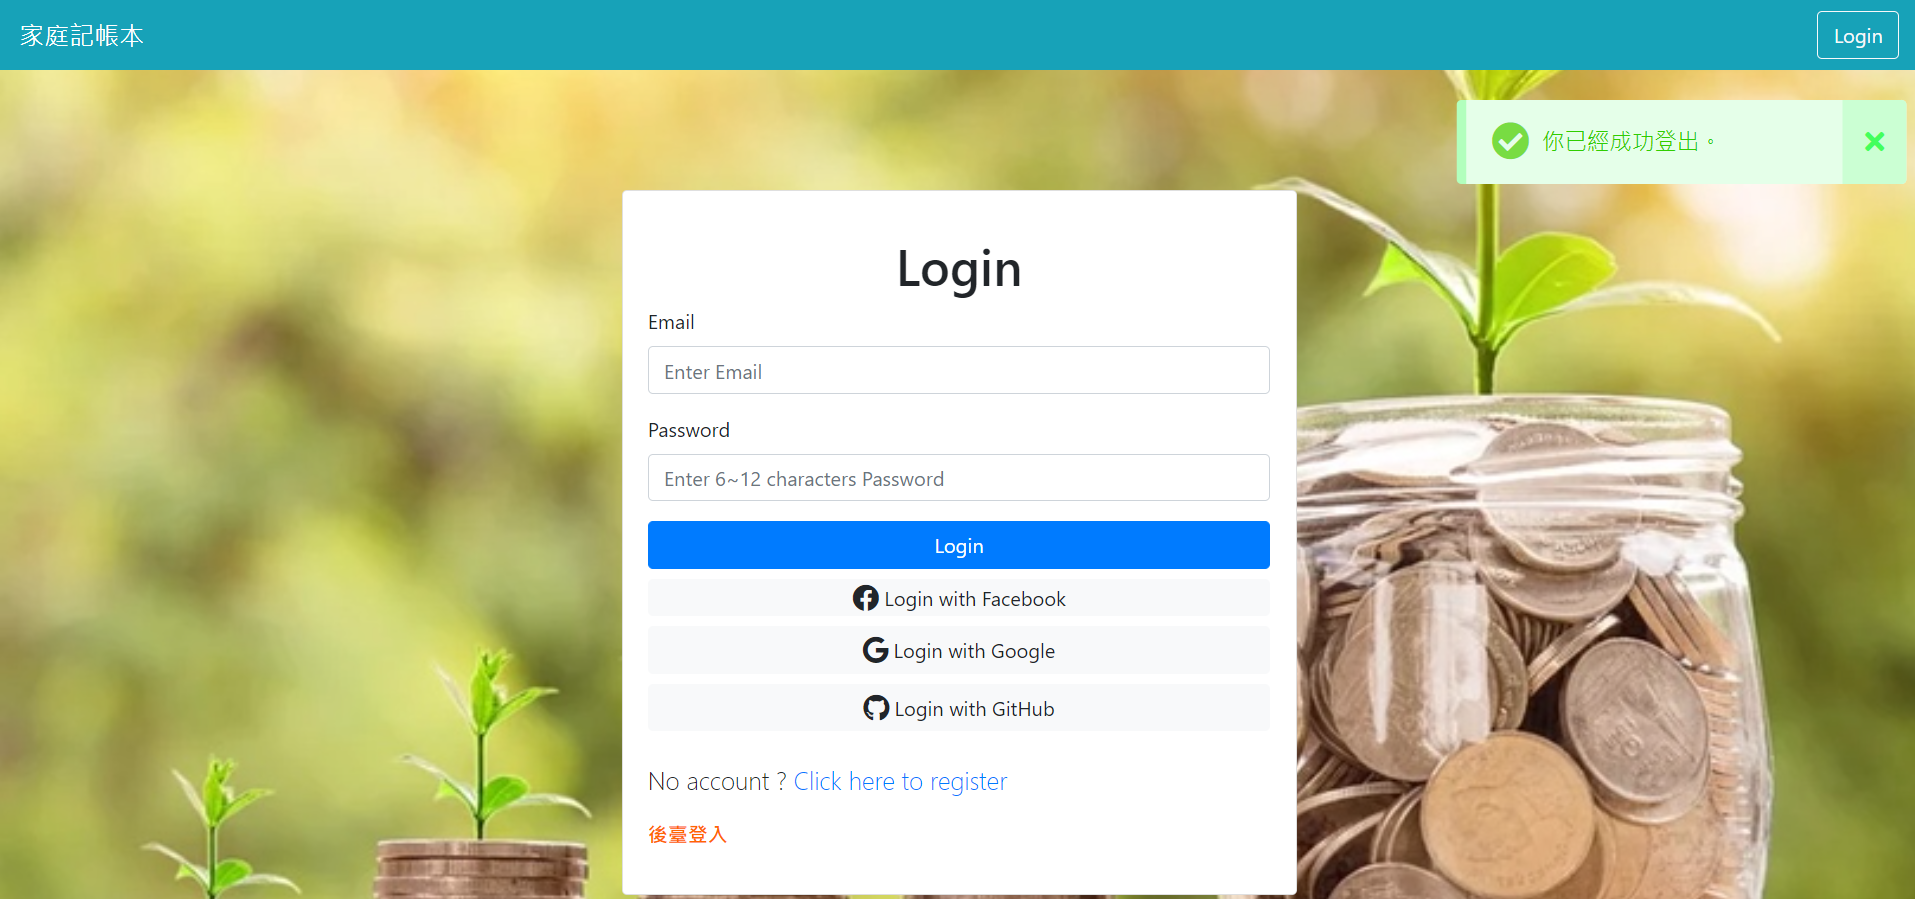 家庭記帳本
Login
你已經成功登出。
Login
Email
Enter Email
Password
Enter 6~12 characters Password
Login
Login with Facebook
Login with Google
Login with GitHub
No account ? Click here to register
後臺登入